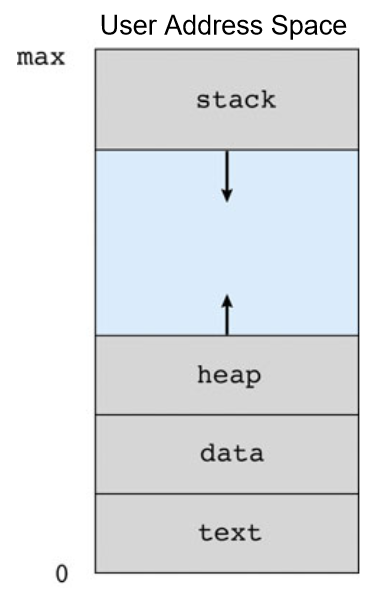 User Address Space
max
stack
heap
data
text
0